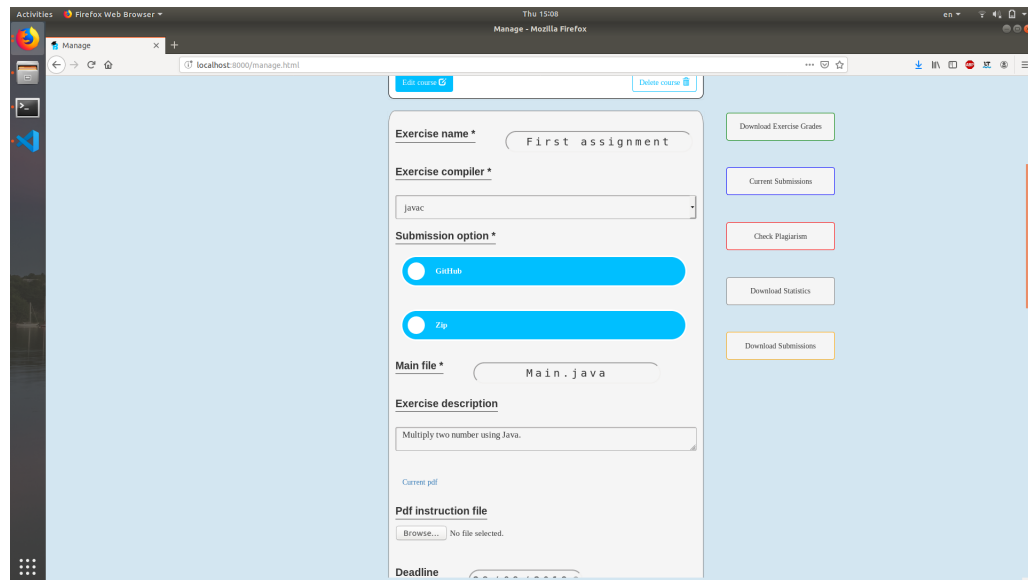 Activities Firefox Web Browser Thu 15:08 en
Manage - Mozilla Firefox
Manage
localhost:8000/manage.html
Edit course Delete course
Exercise name * First assignment
Download Exercise Grades
Exercise compiler *
Current Submissions
javac
Submission option *
Check Plagiarism
GitHub
Download Statistics
Zip
Download Submissions
Main file * Main.java
Exercise description
Multiply two number using Java.
Current pdf
Pdf instruction file
Browse... No file selected.
Deadline